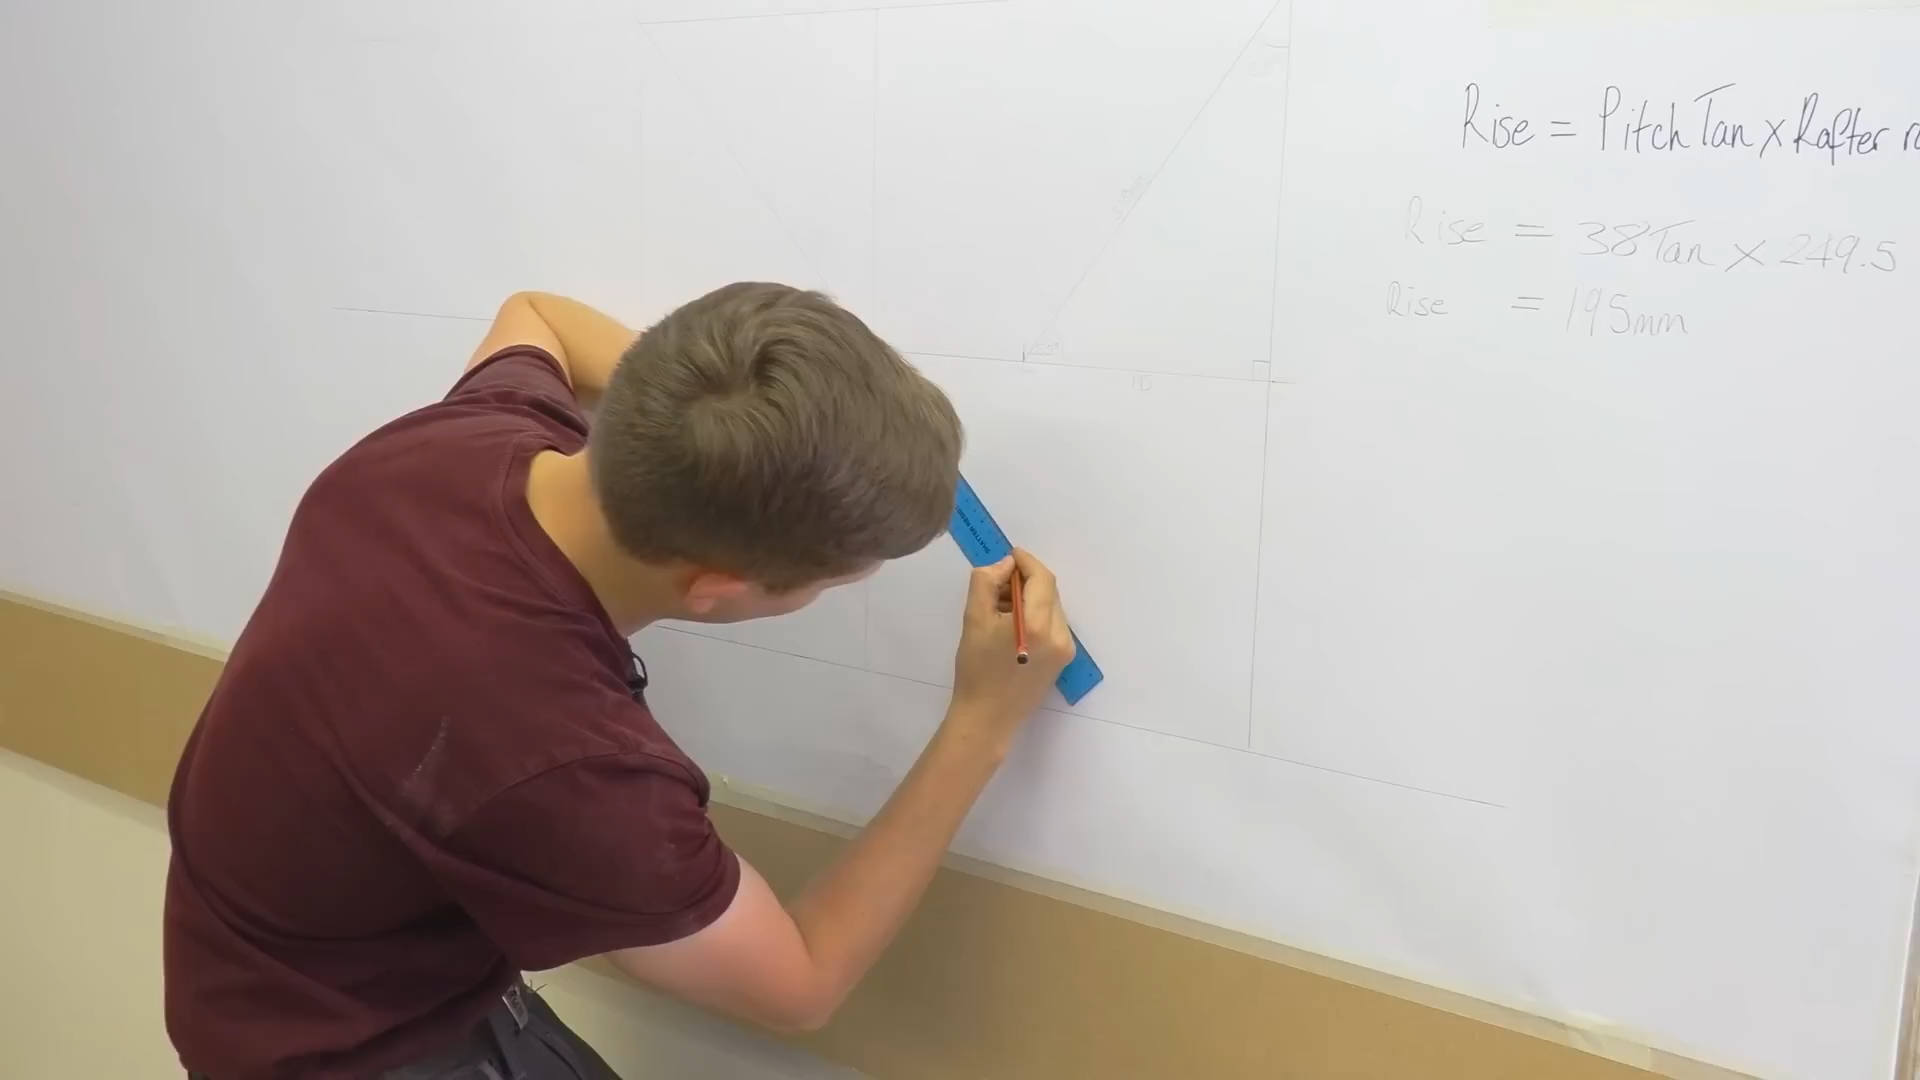 Rise = Pitch Tan x Rafter
Rise = 38 Tan x 249.5
Rise = 195mm